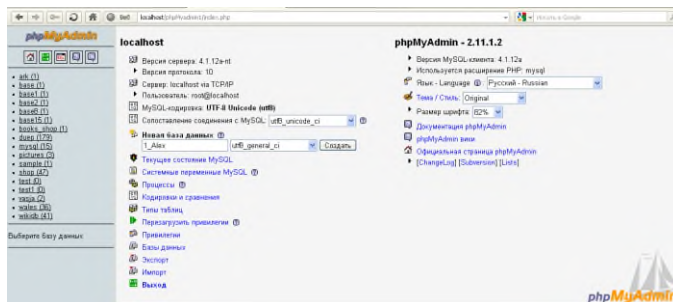 localhost/phpMyadmin/index.php
Искать в Google
phpMyAdmin
ark (1)
base (1)
base1 (1)
base2 (1)
base8 (1)
base15 (1)
books_shop (1)
duep (179)
mysql (15)
pictures (3)
sample (1)
shop (47)
test (0)
test1 (0)
vasja (2)
wales (36)
wikidb (41)
Выберите базу данных
localhost
Версия сервера: 4.1.12a-nt
Версия протокола: 10
Сервер: localhost via TCP/IP
Пользователь: root@localhost
MySQL-кодировка: UTF-8 Unicode (utf8)
Сопоставление соединения с MySQL: utf8_unicode_ci
Новая база данных
1_Alex utf8_general_ci Создать
Текущее состояние MySQL
Системные переменные MySQL
Процессы
Кодировки и сравнения
Типы таблиц
Перезагрузить привилегии
Привилегии
Базы данных
Экспорт
Импорт
Выход
phpMyAdmin - 2.11.1.2
Версия MySQL-клиента: 4.1.12a
Используется расширение PHP: mysql
Язык - Language Русский - Russian
Тема / Стиль: Original
Размер шрифта: 82%
Документация phpMyAdmin
phpMyAdmin вики
Официальная страница phpMyAdmin
[ChangeLog] [Subversion] [Lists]
phpMyAdmin